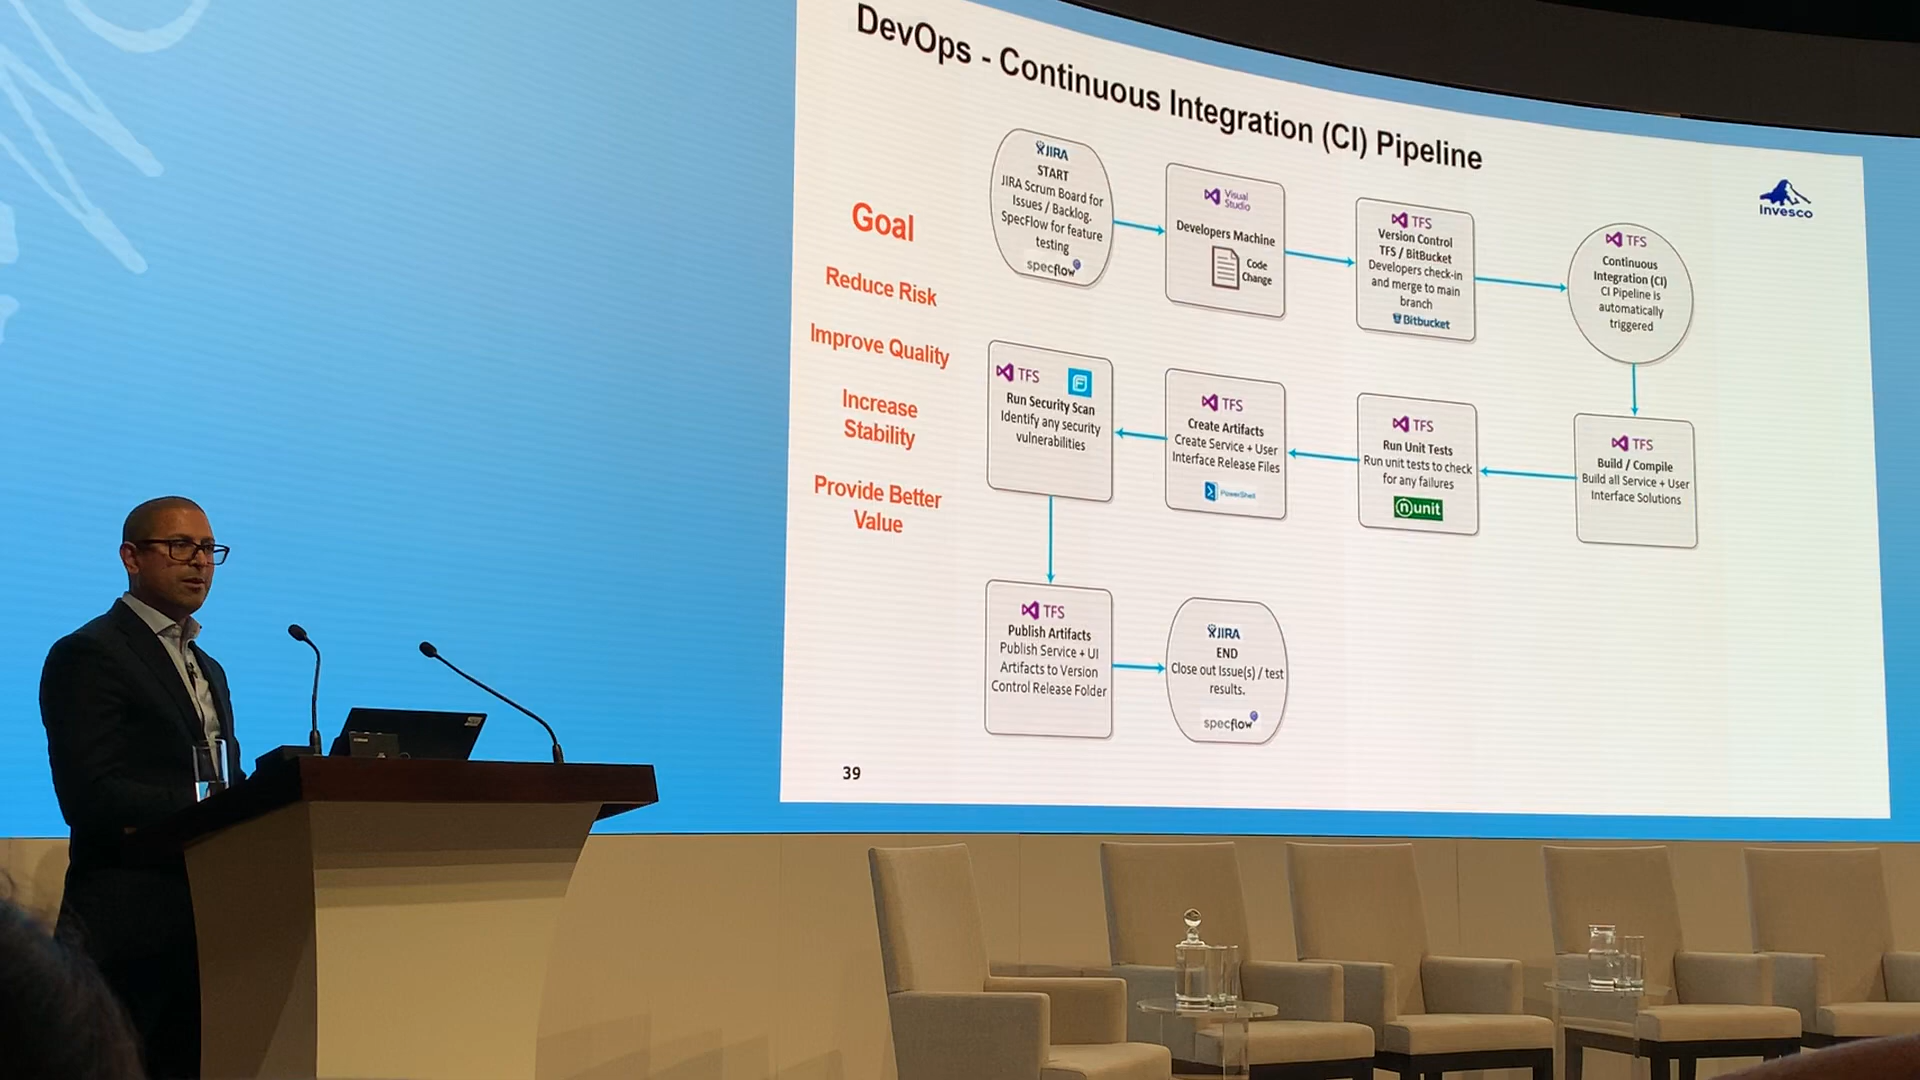 DevOps - Continuous Integration (CI) Pipeline
Invesco
Goal
Reduce Risk
Improve Quality
Increase
Stability
Provide Better
Value
JIRA
START
JIRA Scrum Board for
Issues / Backlog.
SpecFlow for feature
testing
specflow
Visual
Studio
Developers Machine
Code
Change
TFS
Version Control
TFS / BitBucket
Developers check-in
and merge to main
branch
Bitbucket
TFS
Continuous
Integration (CI)
CI Pipeline is
automatically
triggered
TFS
Build / Compile
Build all Service + User
Interface Solutions
TFS
Run Unit Tests
Run unit tests to check
for any failures
nunit
TFS
Create Artifacts
Create Service + User
Interface Release Files
PowerShell
TFS
Run Security Scan
Identify any security
vulnerabilities
TFS
Publish Artifacts
Publish Service + UI
Artifacts to Version
Control Release Folder
JIRA
END
Close out Issue(s) / test
results.
specflow
39